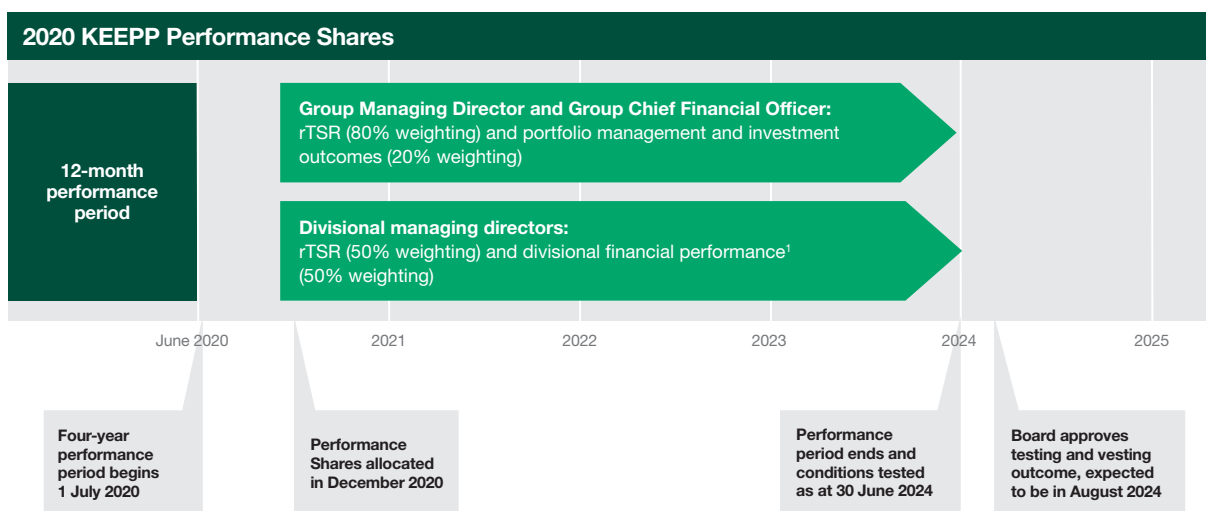 2020 KEEPP Performance Shares
12-month
performance
period
Group Managing Director and Group Chief Financial Officer:
rTSR (80% weighting) and portfolio management and investment
outcomes (20% weighting)
Divisional managing directors:
rTSR (50% weighting) and divisional financial performance¹
(50% weighting)
June 2020
2021
2022
2023
2024
2025
Four-year
performance
period begins
1 July 2020
Performance
Shares allocated
in December 2020
Performance
period ends and
conditions tested
as at 30 June 2024
Board approves
testing and vesting
outcome, expected
to be in August 2024